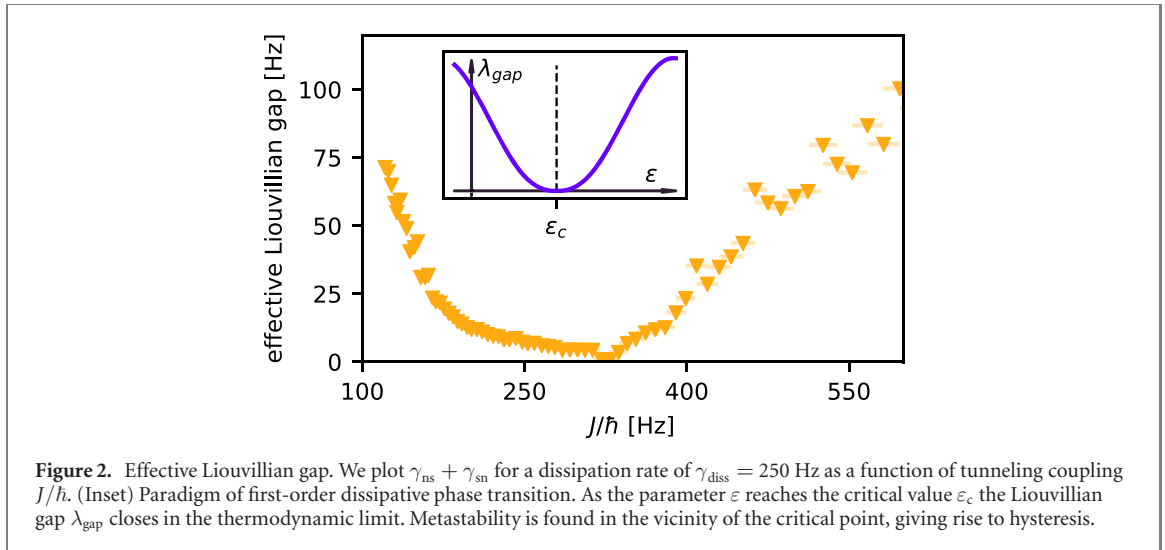 effective Liouvillian gap [Hz]
100
75
50
25
0
λgap
ε
εc
100
250
400
550
J/ħ [Hz]
Figure 2. Effective Liouvillian gap. We plot γns + γsn for a dissipation rate of γdiss = 250 Hz as a function of tunneling coupling
J/ħ. (Inset) Paradigm of first-order dissipative phase transition. As the parameter ε reaches the critical value εc the Liouvillian
gap λgap closes in the thermodynamic limit. Metastability is found in the vicinity of the critical point, giving rise to hysteresis.